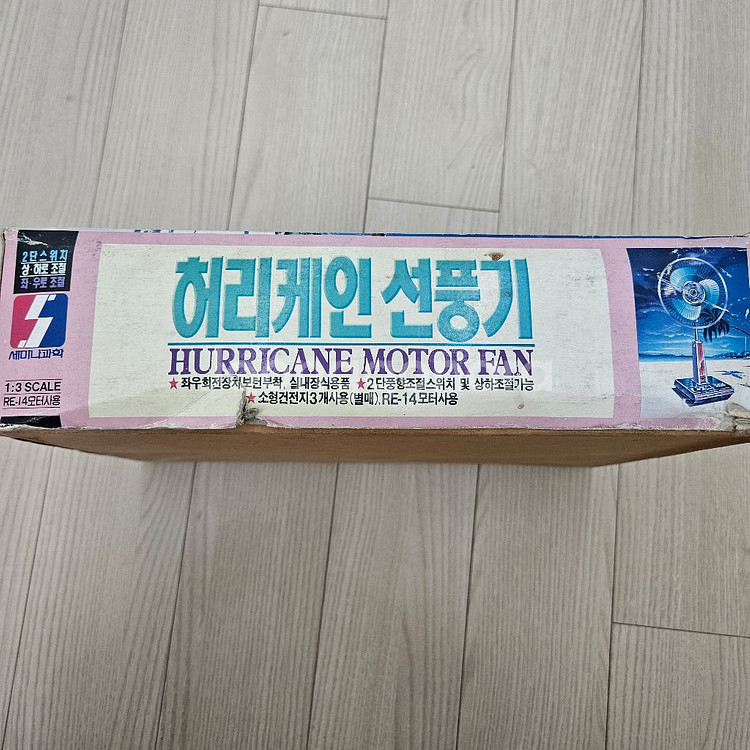 2단스위치
상·하로 조절
좌·우로 조절
세미나과학
1:3 SCALE
RE-14모터사용
허리케인 선풍기
HURRICANE MOTOR FAN
★ 좌우회전장치보턴부착, 실내장식용품 ★ 2단풍향조절스위치 및 상하조절가능
★ 소형건전지3개사용(별매), RE-14모터사용